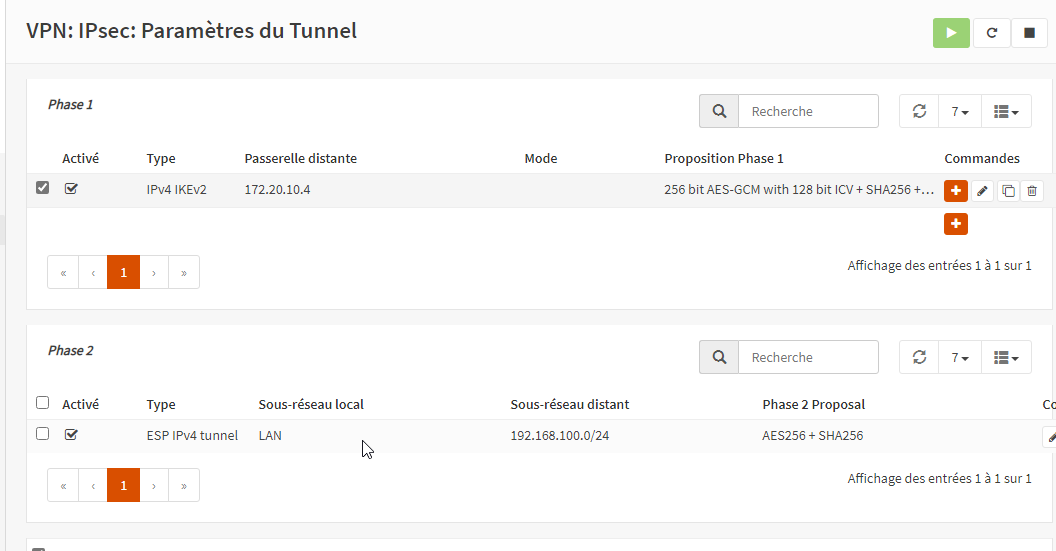 VPN: IPsec: Paramètres du Tunnel
Phase 1
Recherche
7
Activé Type Passerelle distante Mode Proposition Phase 1 Commandes
IPv4 IKEv2 172.20.10.4 256 bit AES-GCM with 128 bit ICV + SHA256 +...
« ‹ 1 › »
Affichage des entrées 1 à 1 sur 1
Phase 2
Recherche
7
Activé Type Sous-réseau local Sous-réseau distant Phase 2 Proposal Co
ESP IPv4 tunnel LAN 192.168.100.0/24 AES256 + SHA256
« ‹ 1 › »
Affichage des entrées 1 à 1 sur 1